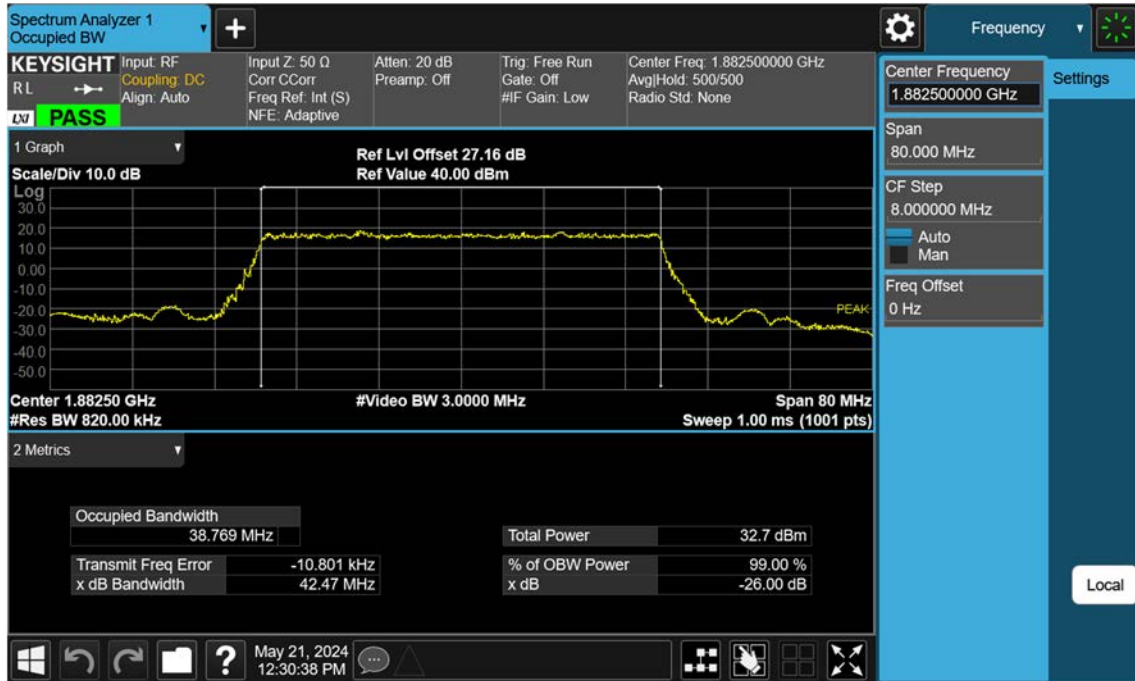 Spectrum Analyzer 1
Occupied BW
+
Frequency
KEYSIGHT
RL
LXI
PASS
Input: RF
Coupling: DC
Align: Auto
Input Z: 50 Ω
Corr CCorr
Freq Ref: Int (S)
NFE: Adaptive
Atten: 20 dB
Preamp: Off
Trig: Free Run
Gate: Off
#IF Gain: Low
Center Freq: 1.882500000 GHz
Avg|Hold: 500/500
Radio Std: None
Center Frequency
1.882500000 GHz
Settings
Span
80.000 MHz
CF Step
8.000000 MHz
Auto
Man
Freq Offset
0 Hz
Local
1 Graph
Scale/Div 10.0 dB
Ref Lvl Offset 27.16 dB
Ref Value 40.00 dBm
Log
30.0
20.0
10.0
0.00
-10.0
-20.0
-30.0
-40.0
-50.0
PEAK
Center 1.88250 GHz
#Video BW 3.0000 MHz
Span 80 MHz
#Res BW 820.00 kHz
Sweep 1.00 ms (1001 pts)
2 Metrics
Occupied Bandwidth
38.769 MHz
Total Power 32.7 dBm
Transmit Freq Error -10.801 kHz
% of OBW Power 99.00 %
x dB Bandwidth 42.47 MHz
x dB -26.00 dB
?
May 21, 2024
12:30:38 PM